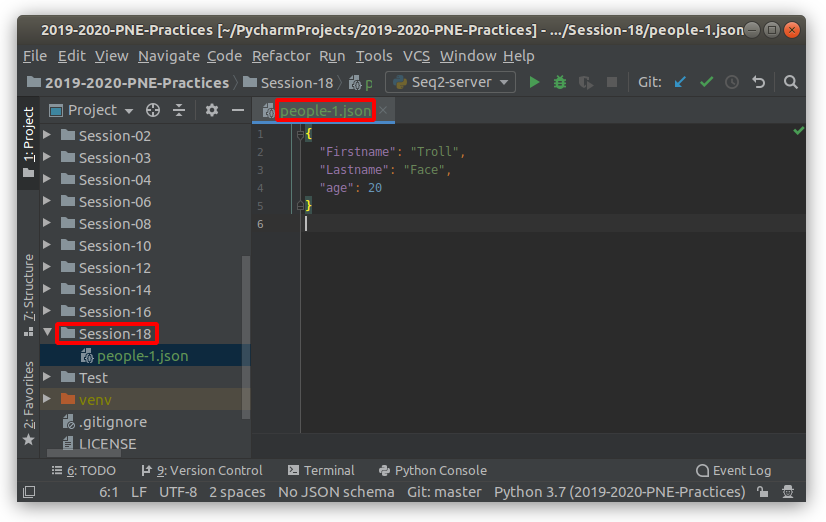 2019-2020-PNE-Practices [~/PycharmProjects/2019-2020-PNE-Practices] - .../Session-18/people-1.json
File Edit View Navigate Code Refactor Run Tools VCS Window Help
2019-2020-PNE-Practices Session-18 p Seq2-server Git:
1: Project
7: Structure
2: Favorites
Project
Session-02
Session-03
Session-04
Session-06
Session-08
Session-10
Session-12
Session-14
Session-16
Session-18
people-1.json
Test
venv
.gitignore
LICENSE
people-1.json
1 {
2 "Firstname": "Troll",
3 "Lastname": "Face",
4 "age": 20
5 }
6
6: TODO 9: Version Control Terminal Python Console Event Log
6:1 LF UTF-8 2 spaces No JSON schema Git: master Python 3.7 (2019-2020-PNE-Practices)